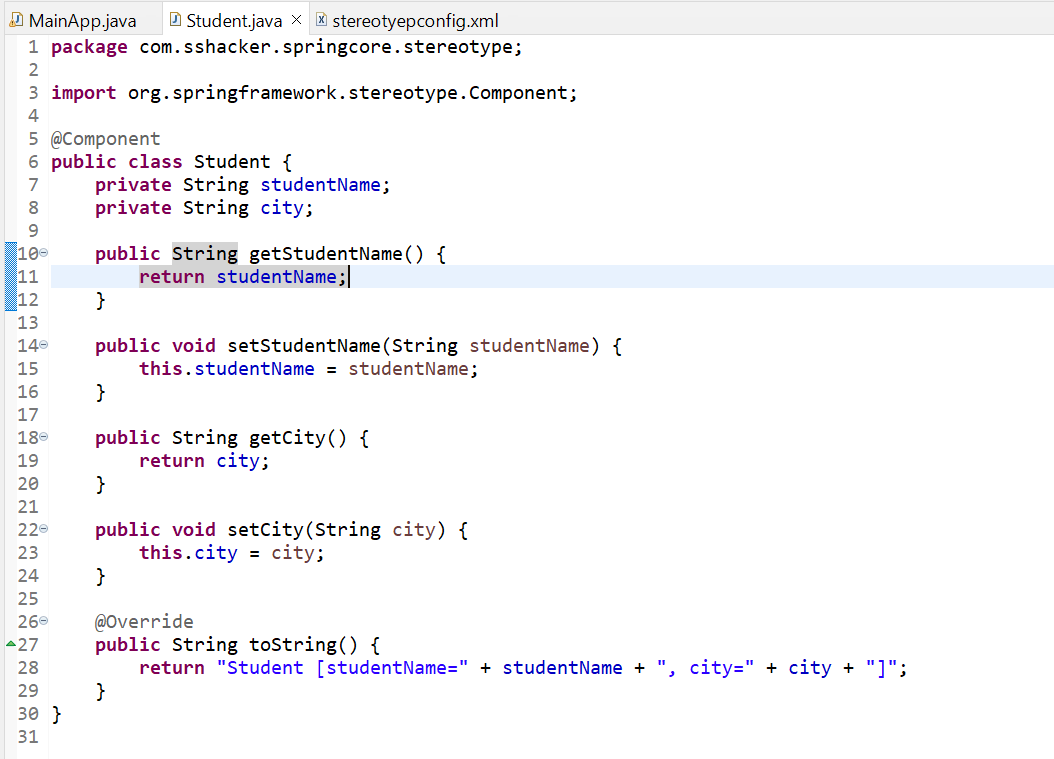 MainApp.java Student.java stereotyepconfig.xml
1 package com.sshacker.springcore.stereotype;
2
3 import org.springframework.stereotype.Component;
4
5 @Component
6 public class Student {
7 private String studentName;
8 private String city;
9
10 public String getStudentName() {
11 return studentName;
12 }
13
14 public void setStudentName(String studentName) {
15 this.studentName = studentName;
16 }
17
18 public String getCity() {
19 return city;
20 }
21
22 public void setCity(String city) {
23 this.city = city;
24 }
25
26 @Override
27 public String toString() {
28 return "Student [studentName=" + studentName + ", city=" + city + "]";
29 }
30 }
31